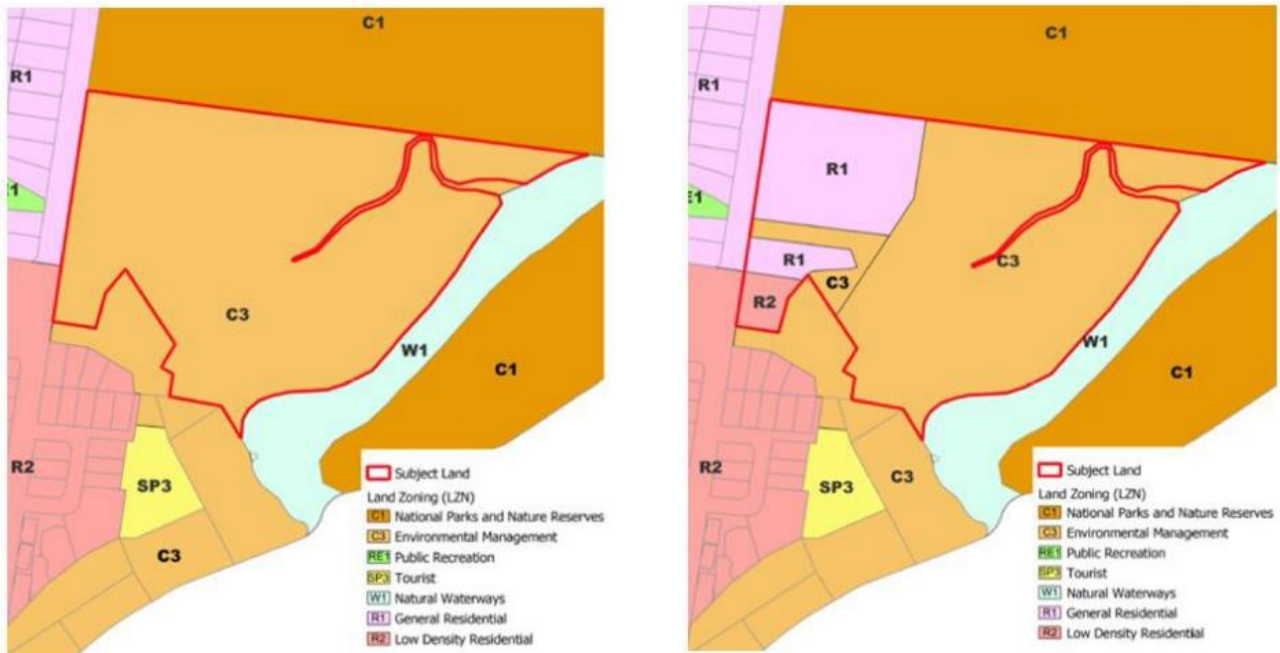 C1
R1
E1
C3
W1
C1
R2
SP3
C3
Subject Land
Land Zoning (LZN)
C1 National Parks and Nature Reserves
C3 Environmental Management
RE1 Public Recreation
SP3 Tourist
W1 Natural Waterways
R1 General Residential
R2 Low Density Residential
C1
R1
R1
E1
R1
C3
C3
R2
W1
C1
R2
C3
SP3
Subject Land
Land Zoning (LZN)
C1 National Parks and Nature Reserves
C3 Environmental Management
RE1 Public Recreation
SP3 Tourist
W1 Natural Waterways
R1 General Residential
R2 Low Density Residential